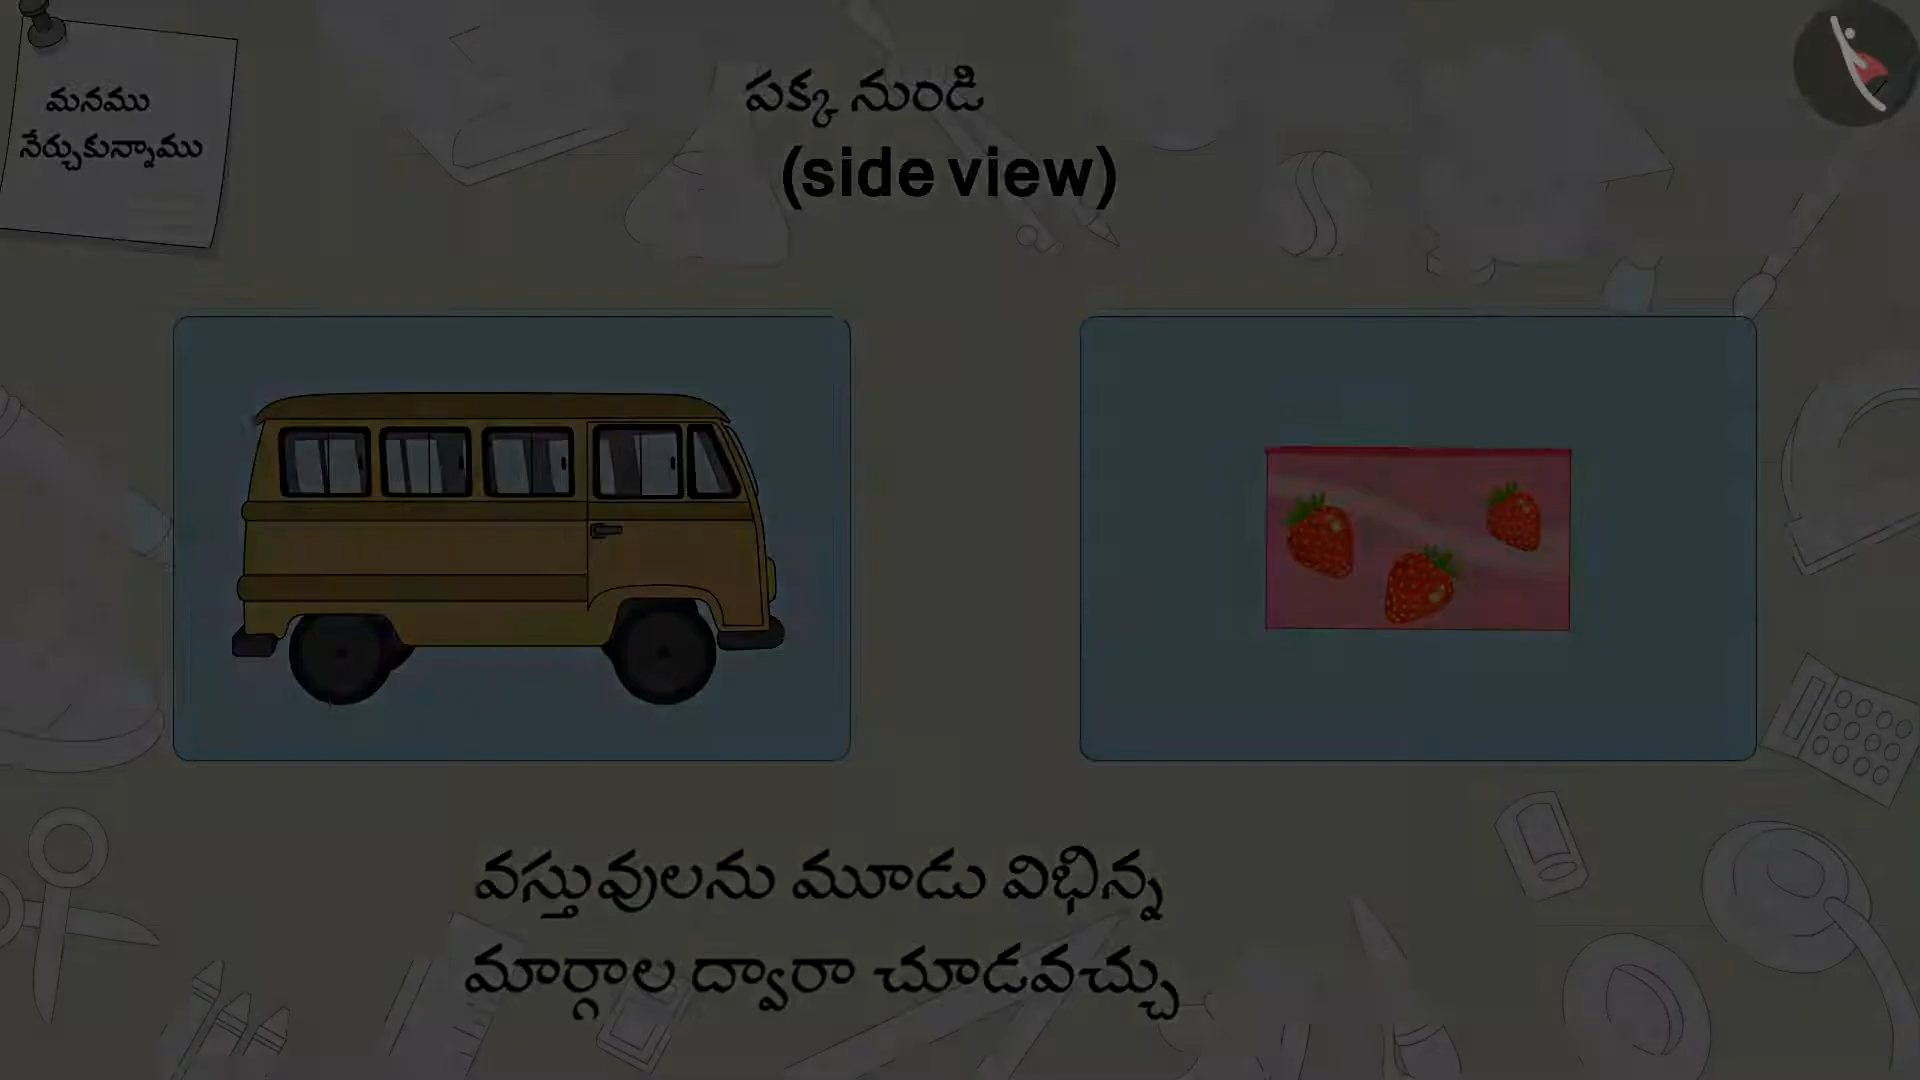 మనము
నేర్చుకున్నాము
పక్క నుండి
(side view)
వస్తువులను మూడు విభిన్న
మార్గాల ద్వారా చూడవచ్చు